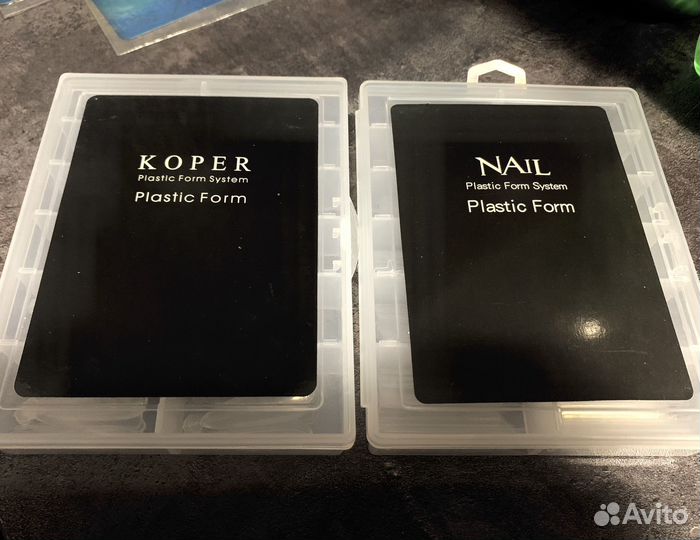 KOPER
Plastic Form System
Plastic Form
NAIL
Plastic Form System
Plastic Form
Avito